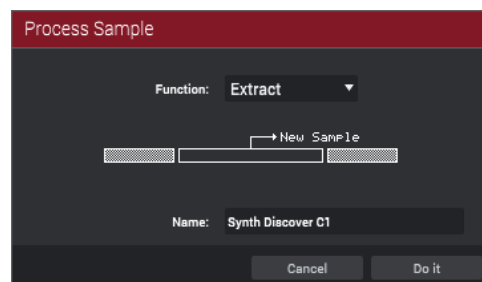 Process Sample
Function: Extract
New Sample
Name: Synth Discover C1
Cancel Do it